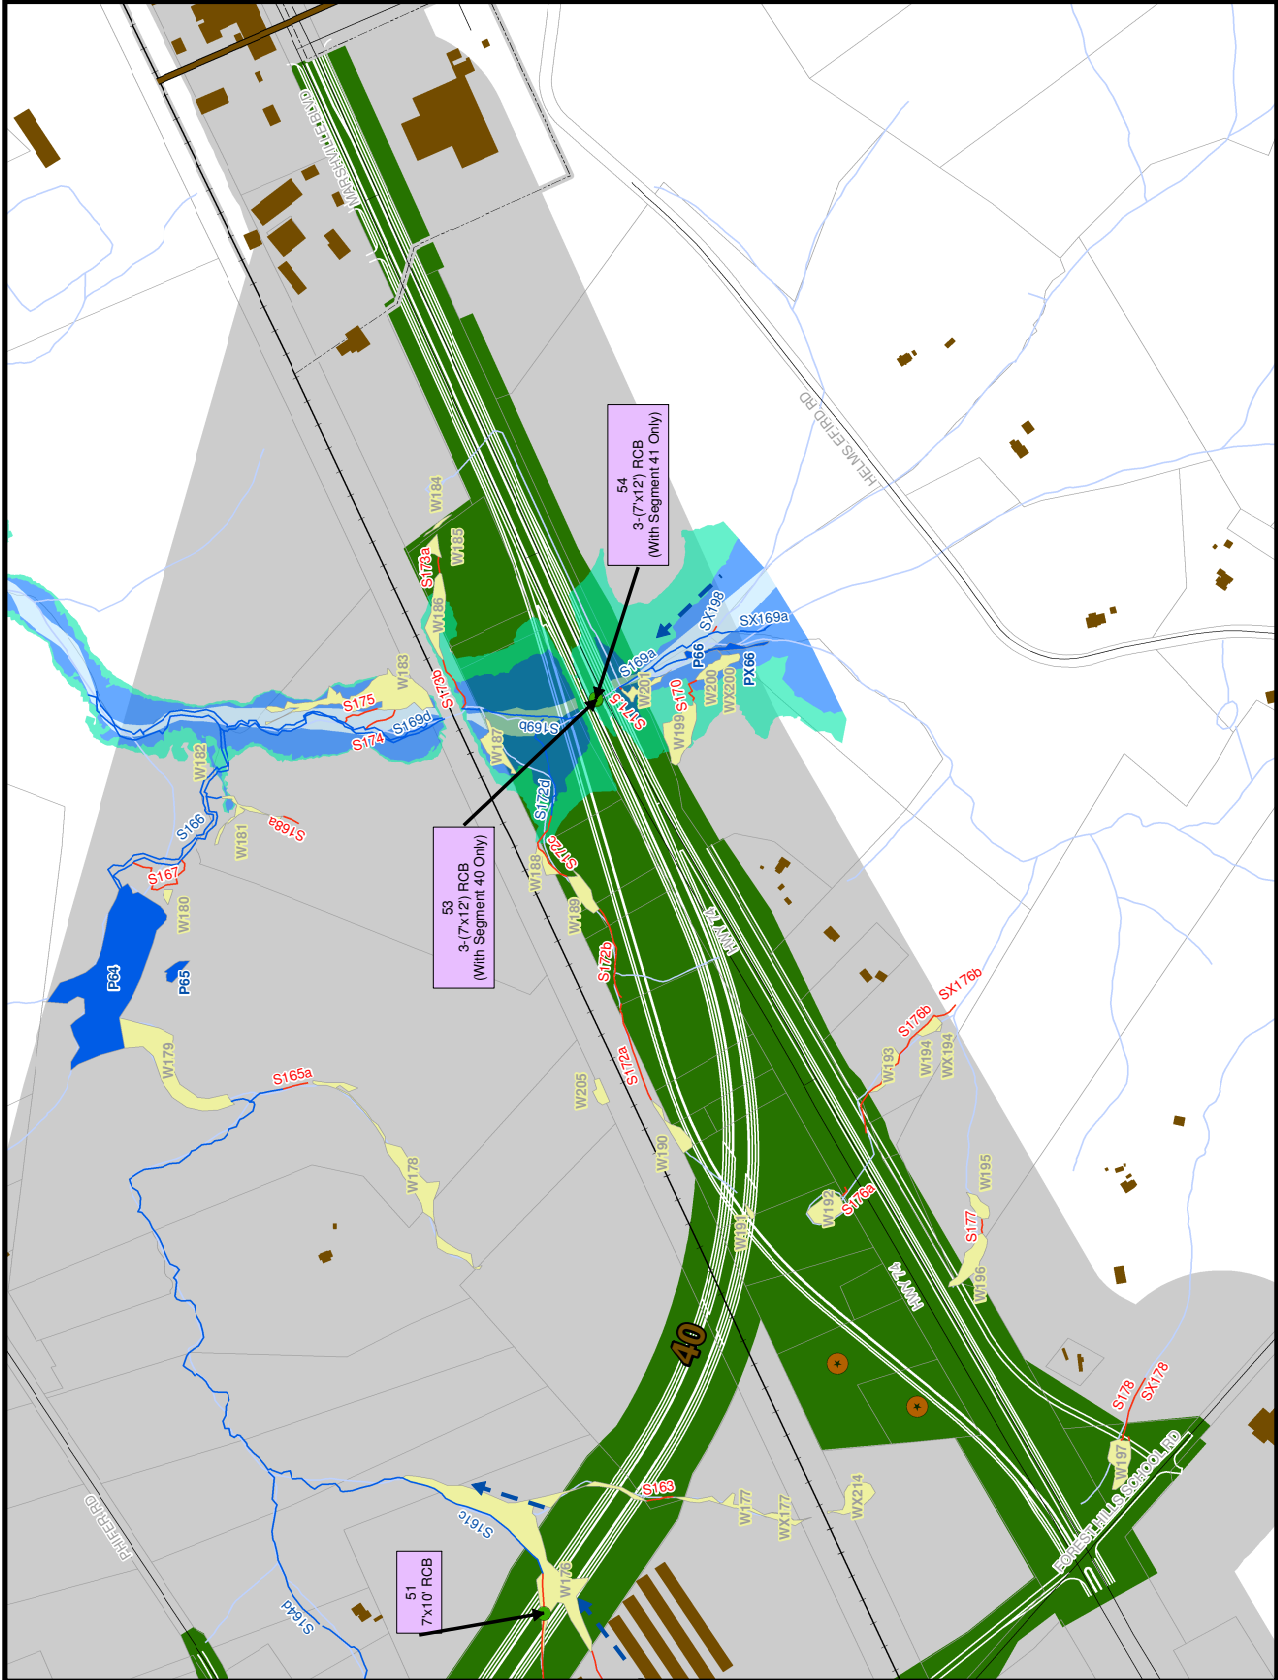 MARSHVILLE BLVD
HELMS EFIRD RD
54
3-(7'x12') RCB
(With Segment 41 Only)
W184
W185
S173a
W186
S173b
W183
S175
S174
S169d
W182
S166
W181
S168a
S167
W180
P64
P65
W179
S165a
W178
S169b
W187
S172d
S172c
W188
W189
S172b
S172a
W205
W190
SX198
SX169a
S169a
P66
PX66
S170
W200
WX200
W201
S171.5
W199
53
3-(7'x12') RCB
(With Segment 40 Only)
HWY 74
SX176b
S176b
W193
W194
WX194
W192
S176a
W191
W195
S177
W196
HWY 74
40
S178
SX178
W197
FOREST HILLS SCHOOL RD
WX214
S163
W177
WX177
S161c
W176
51
7'x10' RCB
S164d
PHIFER RD